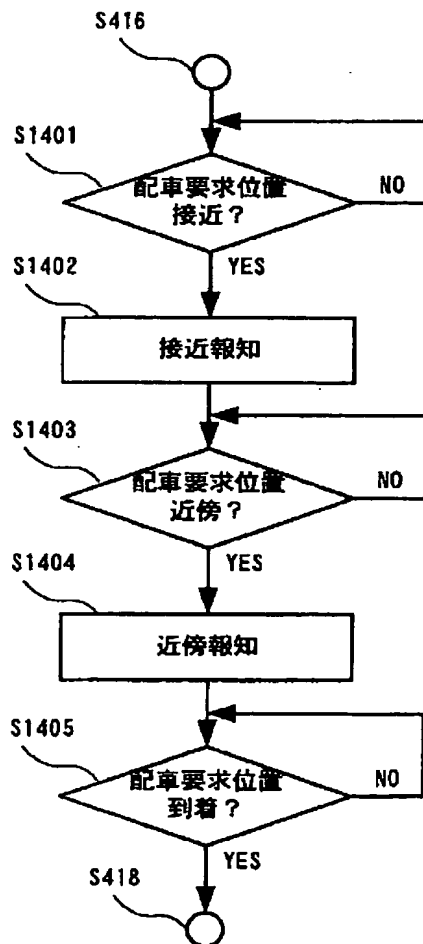 S416
S1401
配車要求位置
接近？
NO
YES
S1402
接近報知
S1403
配車要求位置
近傍？
NO
YES
S1404
近傍報知
S1405
配車要求位置
到着？
NO
YES
S418